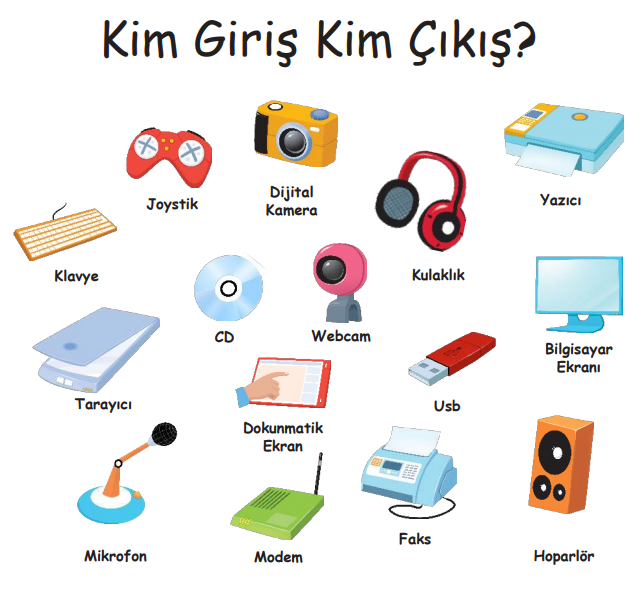 Kim Giriş Kim Çıkış?
Joystik
Dijital
Kamera
Yazıcı
Klavye
Kulaklık
CD
Webcam
Bilgisayar
Ekranı
Tarayıcı
Dokunmatik
Ekran
Usb
Mikrofon
Modem
Faks
Hoparlör